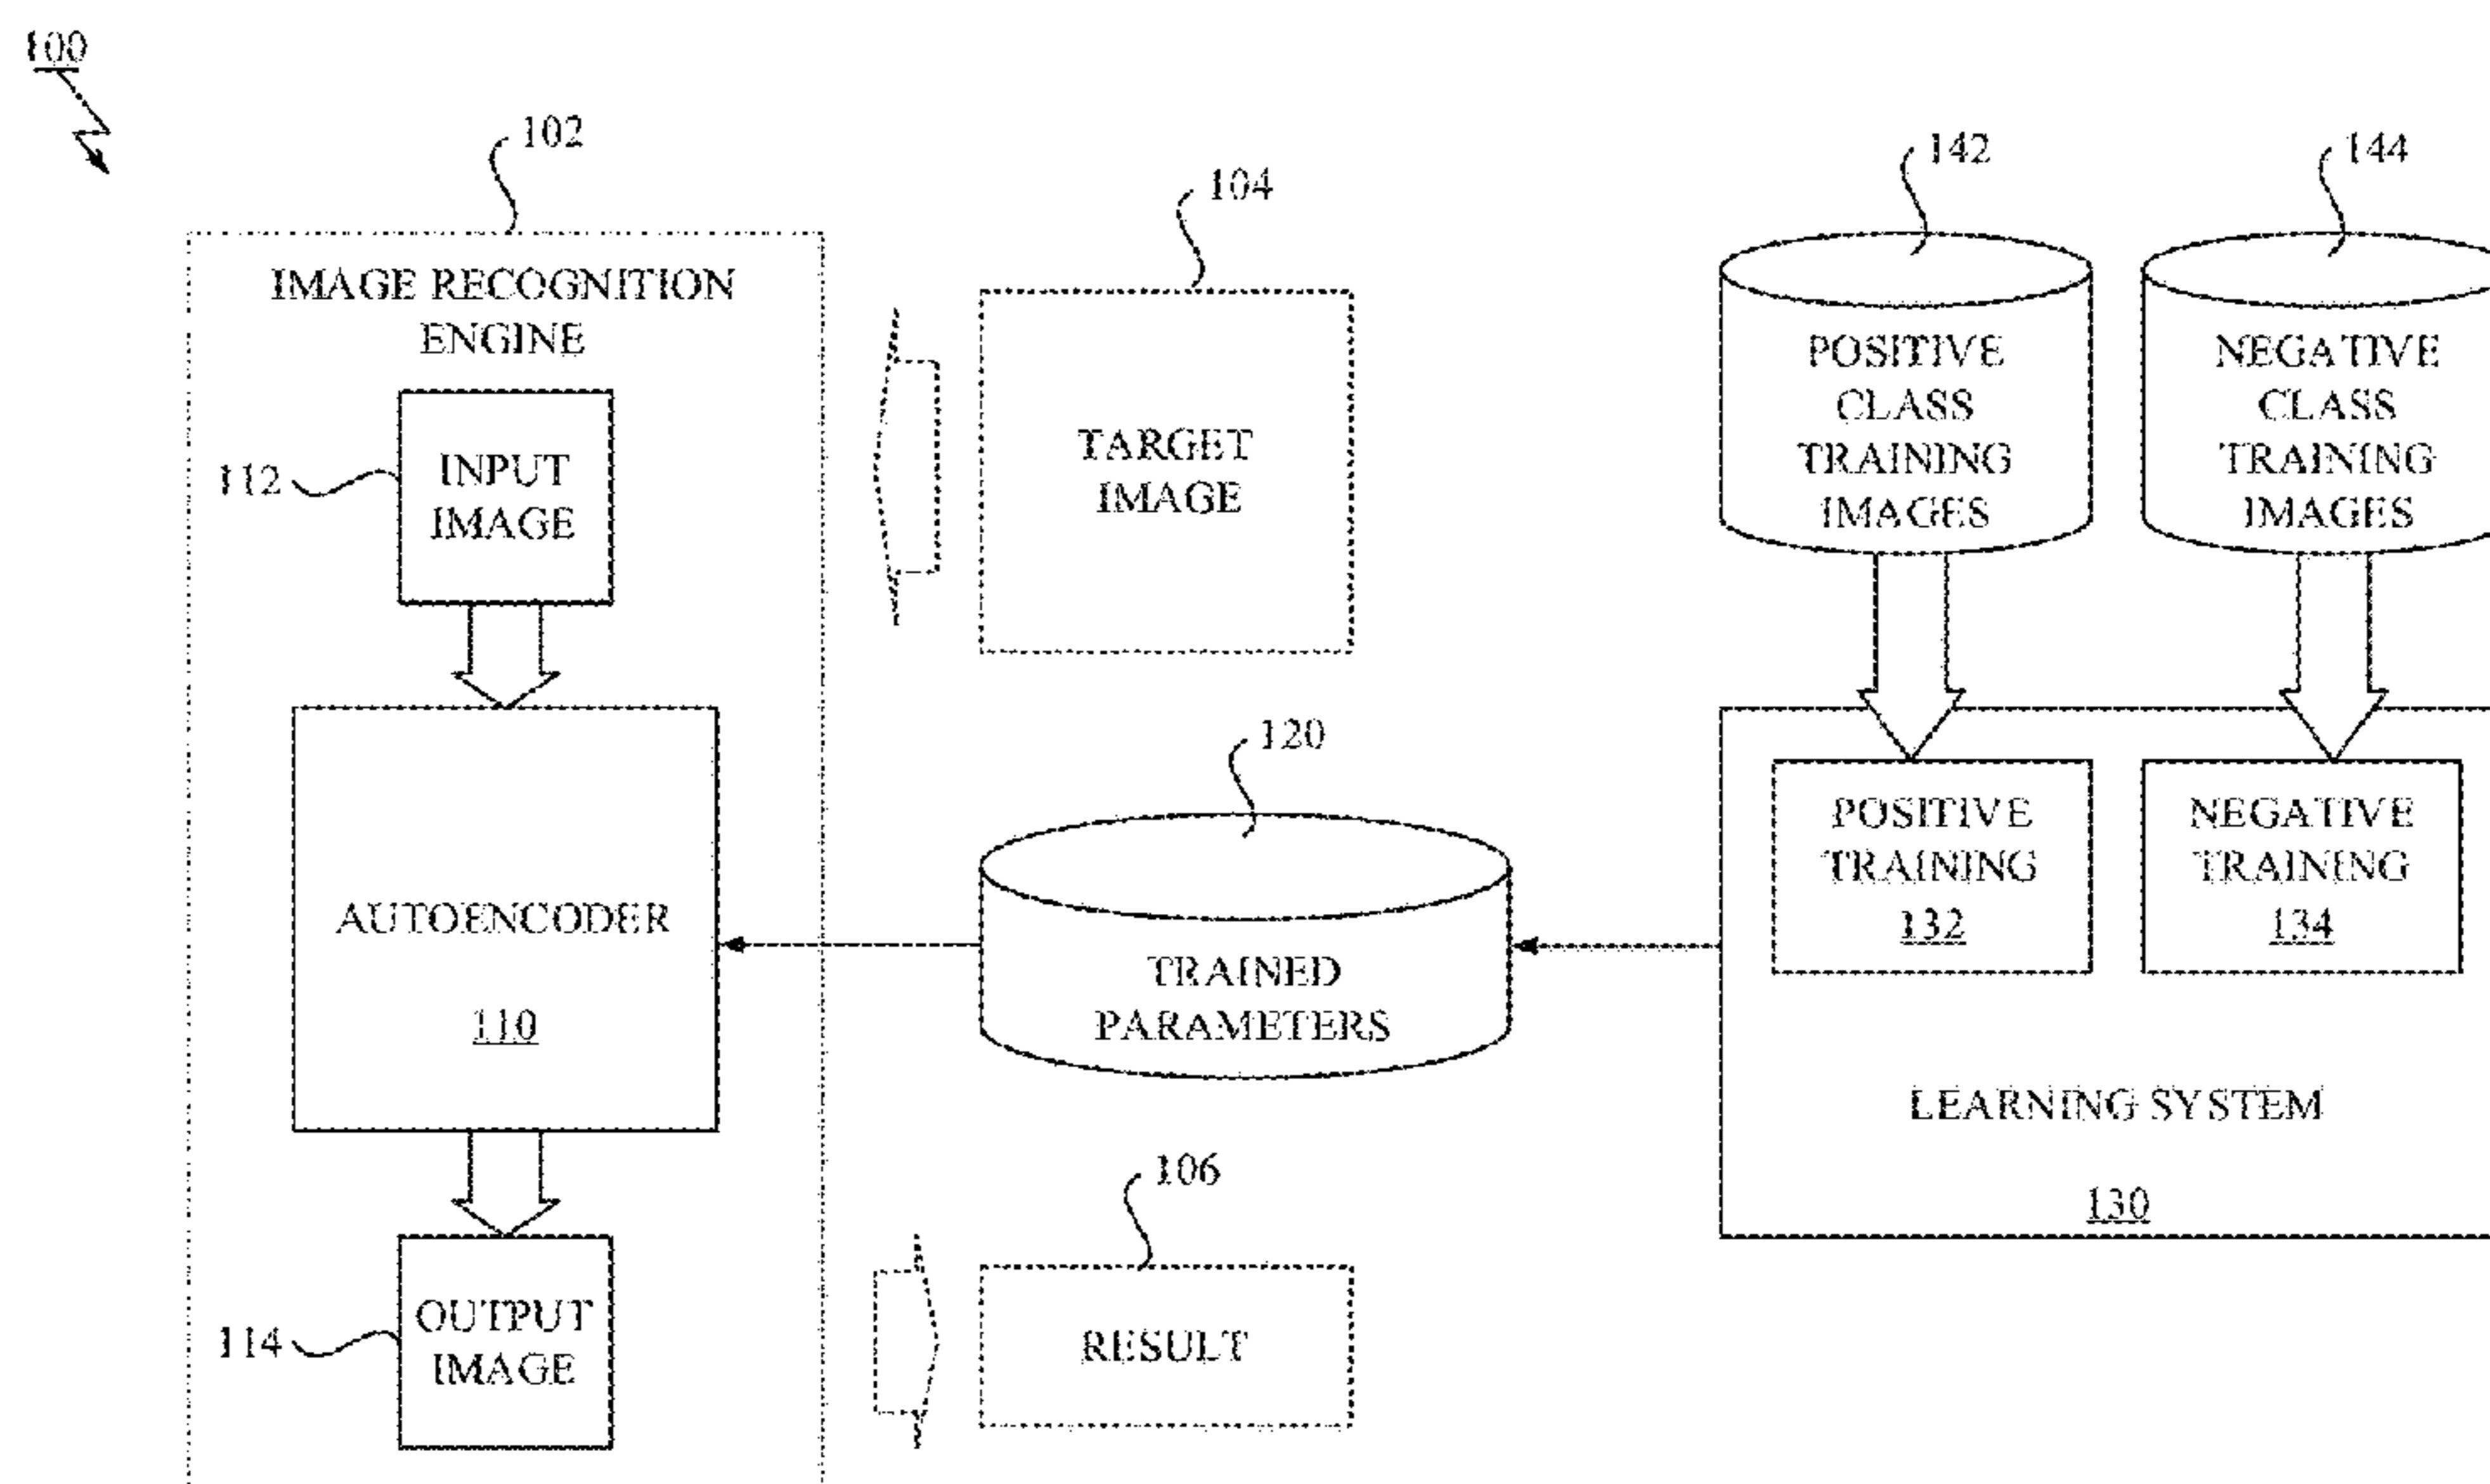 100
102
104
142
144
IMAGE RECOGNITION
ENGINE
112
INPUT
IMAGE
TARGET
IMAGE
POSITIVE
CLASS
TRAINING
IMAGES
NEGATIVE
CLASS
TRAINING
IMAGES
120
AUTOENCODER
110
TRAINED
PARAMETERS
POSITIVE
TRAINING
132
NEGATIVE
TRAINING
134
LEARNING SYSTEM
130
106
114
OUTPUT
IMAGE
RESULT